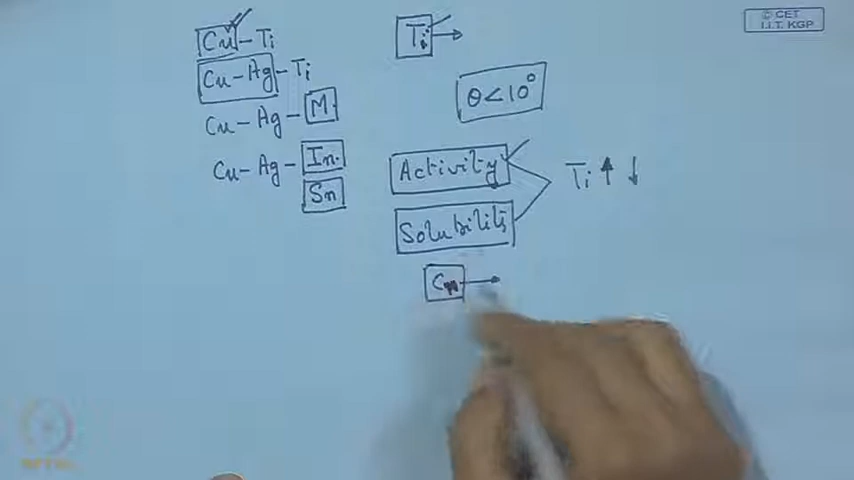 © CET
I.I.T. KGP
Cu-Ti
Cu-Ag-Ti
Cu-Ag-M
Cu-Ag-In
Sn
Ti →
θ<10°
Activity
Solubility
Ti ↑ ↓
→